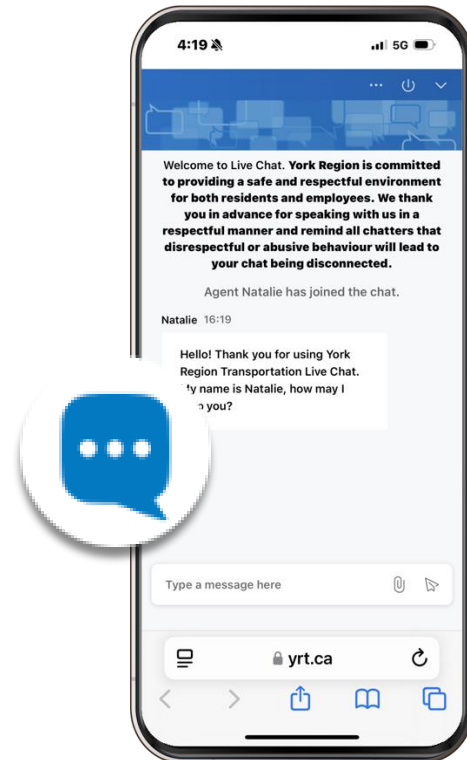 4:19
5G
Welcome to Live Chat. York Region is committed
to providing a safe and respectful environment
for both residents and employees. We thank
you in advance for speaking with us in a
respectful manner and remind all chatters that
disrespectful or abusive behaviour will lead to
your chat being disconnected.
Agent Natalie has joined the chat.
Natalie 16:19
Hello! Thank you for using York
Region Transportation Live Chat.
name is Natalie, how may I
you?
Type a message here
yrt.ca